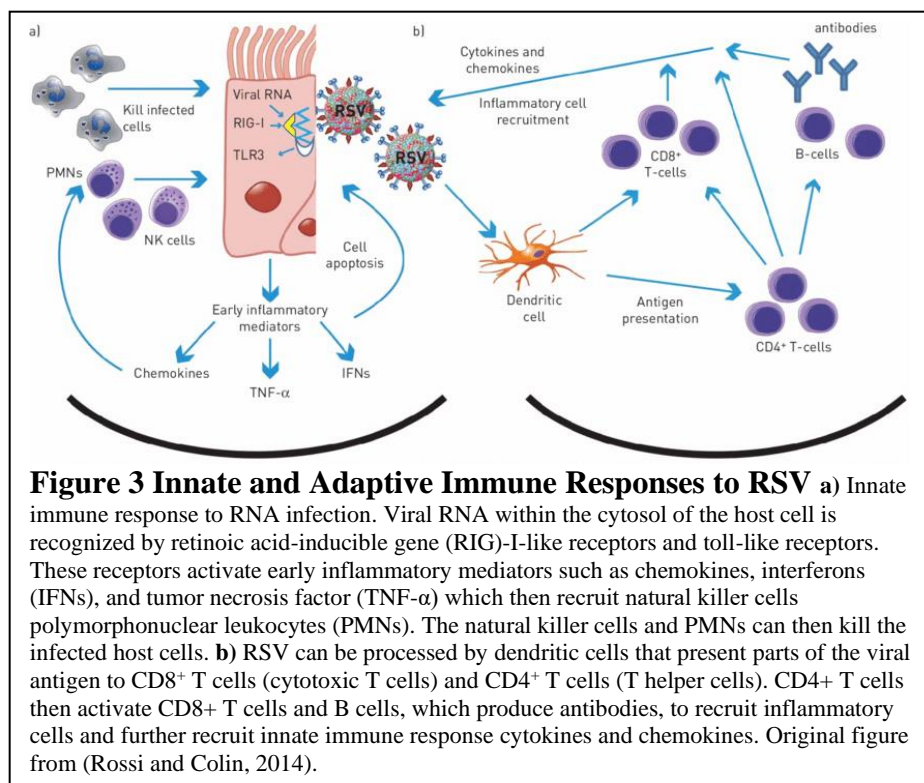 a)
Kill infected
cells
PMNs
NK cells
Viral RNA
RIG-I
TLR3
RSV
RSV
Cell
apoptosis
Early inflammatory
mediators
Chemokines
TNF-α
IFNs
b)
Cytokines and
chemokines
Inflammatory cell
recruitment
antibodies
CD8+
T-cells
B-cells
Dendritic
cell
Antigen
presentation
CD4+ T-cells
Figure 3 Innate and Adaptive Immune Responses to RSV a) Innate
immune response to RNA infection. Viral RNA within the cytosol of the host cell is
recognized by retinoic acid-inducible gene (RIG)-I-like receptors and toll-like receptors.
These receptors activate early inflammatory mediators such as chemokines, interferons
(IFNs), and tumor necrosis factor (TNF-α) which then recruit natural killer cells
polymorphonuclear leukocytes (PMNs). The natural killer cells and PMNs can then kill the
infected host cells. b) RSV can be processed by dendritic cells that present parts of the viral
antigen to CD8+ T cells (cytotoxic T cells) and CD4+ T cells (T helper cells). CD4+ T cells
then activate CD8+ T cells and B cells, which produce antibodies, to recruit inflammatory
cells and further recruit innate immune response cytokines and chemokines. Original figure
from (Rossi and Colin, 2014).